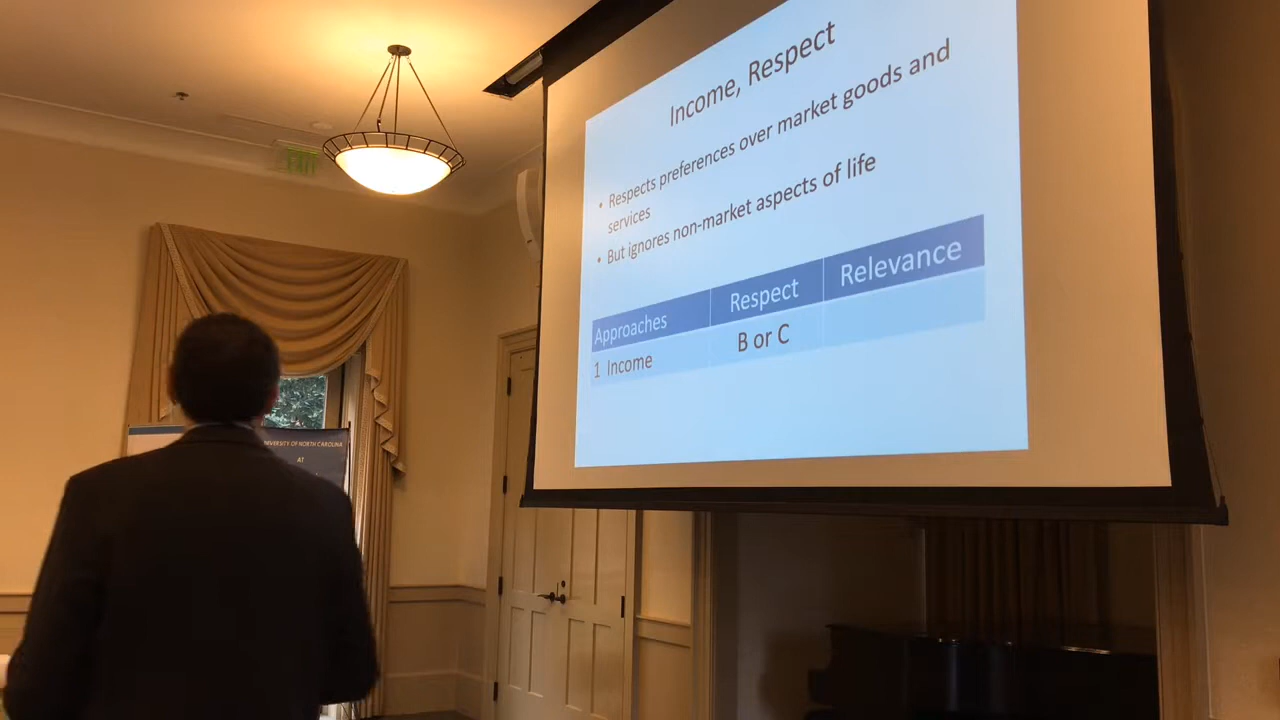 Income, Respect
• Respects preferences over market goods and
services
• But ignores non-market aspects of life
Approaches Respect Relevance
1 Income B or C
UNIVERSITY OF NORTH CAROLINA
AT
EXIT